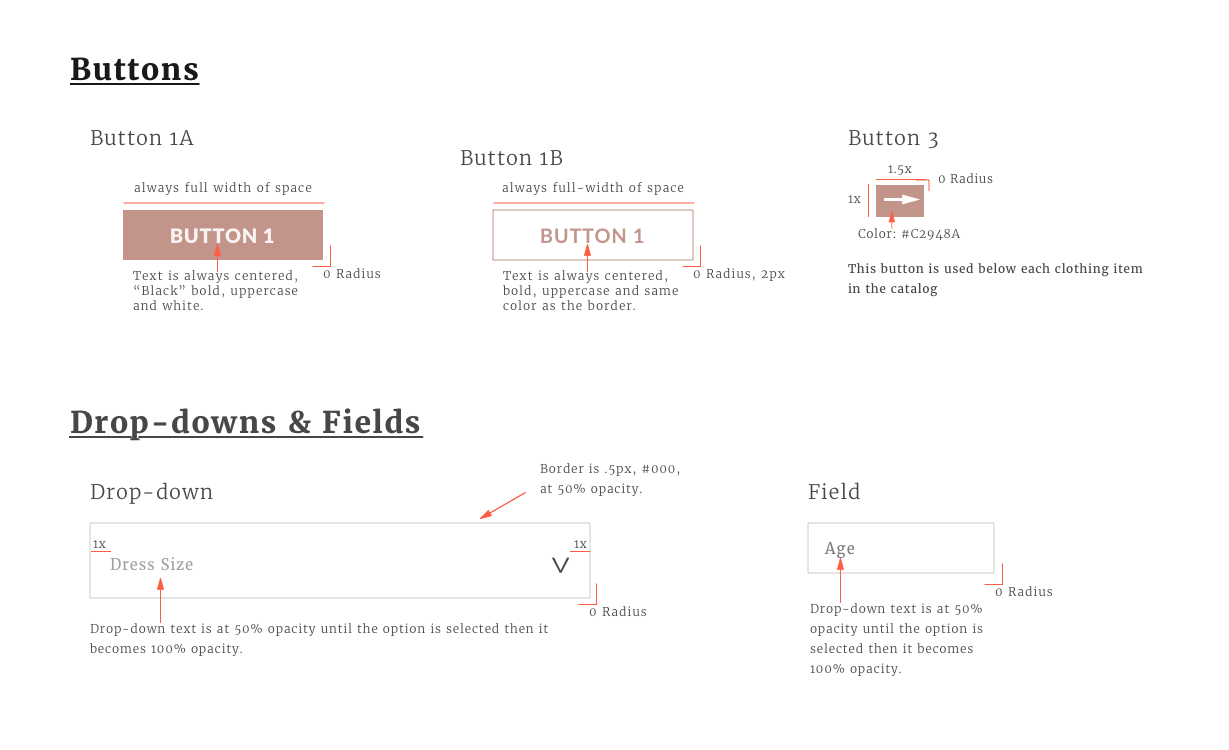 Buttons
Button 1A
always full width of space
BUTTON 1
0 Radius
Text is always centered,
“Black” bold, uppercase
and white.
Button 1B
always full-width of space
BUTTON 1
0 Radius, 2px
Text is always centered,
bold, uppercase and same
color as the border.
Button 3
1.5x
0 Radius
1x
Color: #C2948A
This button is used below each clothing item
in the catalog
Drop-downs & Fields
Drop-down
Border is .5px, #000,
at 50% opacity.
1x
1x
Dress Size
0 Radius
Drop-down text is at 50% opacity until the option is selected then it
becomes 100% opacity.
Field
Age
0 Radius
Drop-down text is at 50%
opacity until the option is
selected then it becomes
100% opacity.